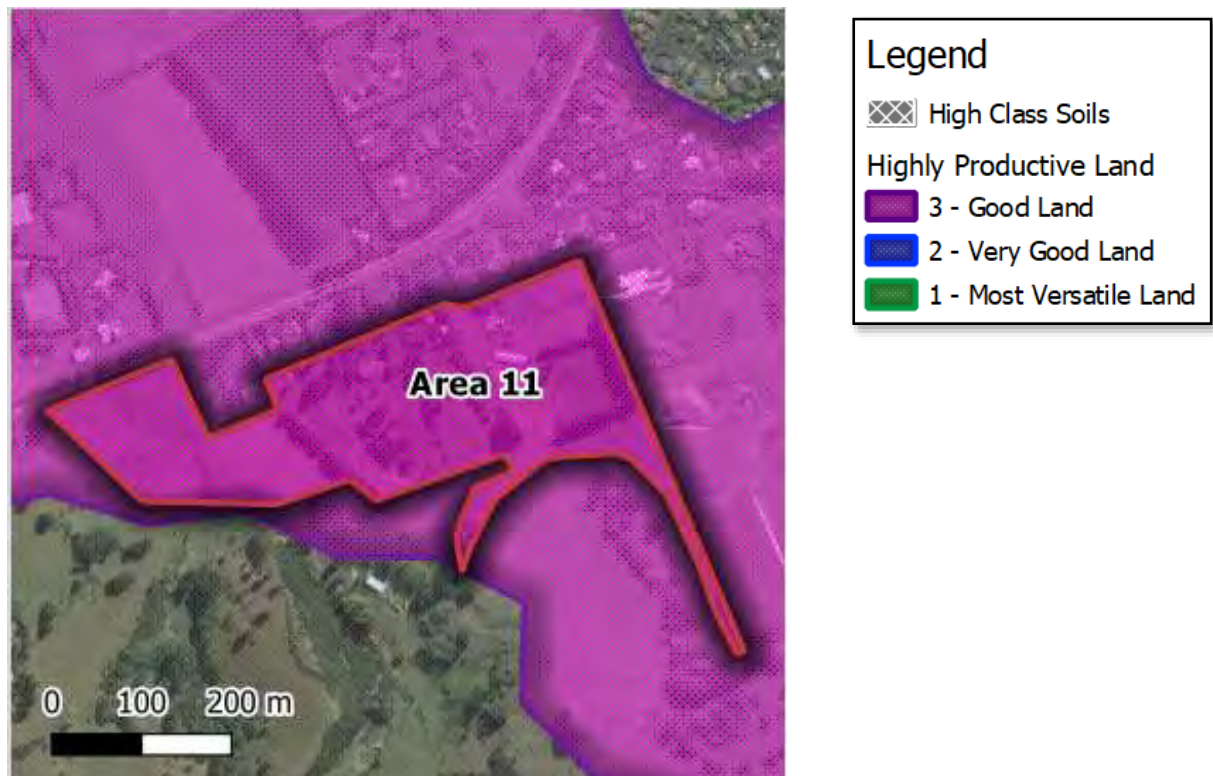 Area 11
0 100 200 m
Legend
High Class Soils
Highly Productive Land
3 - Good Land
2 - Very Good Land
1 - Most Versatile Land